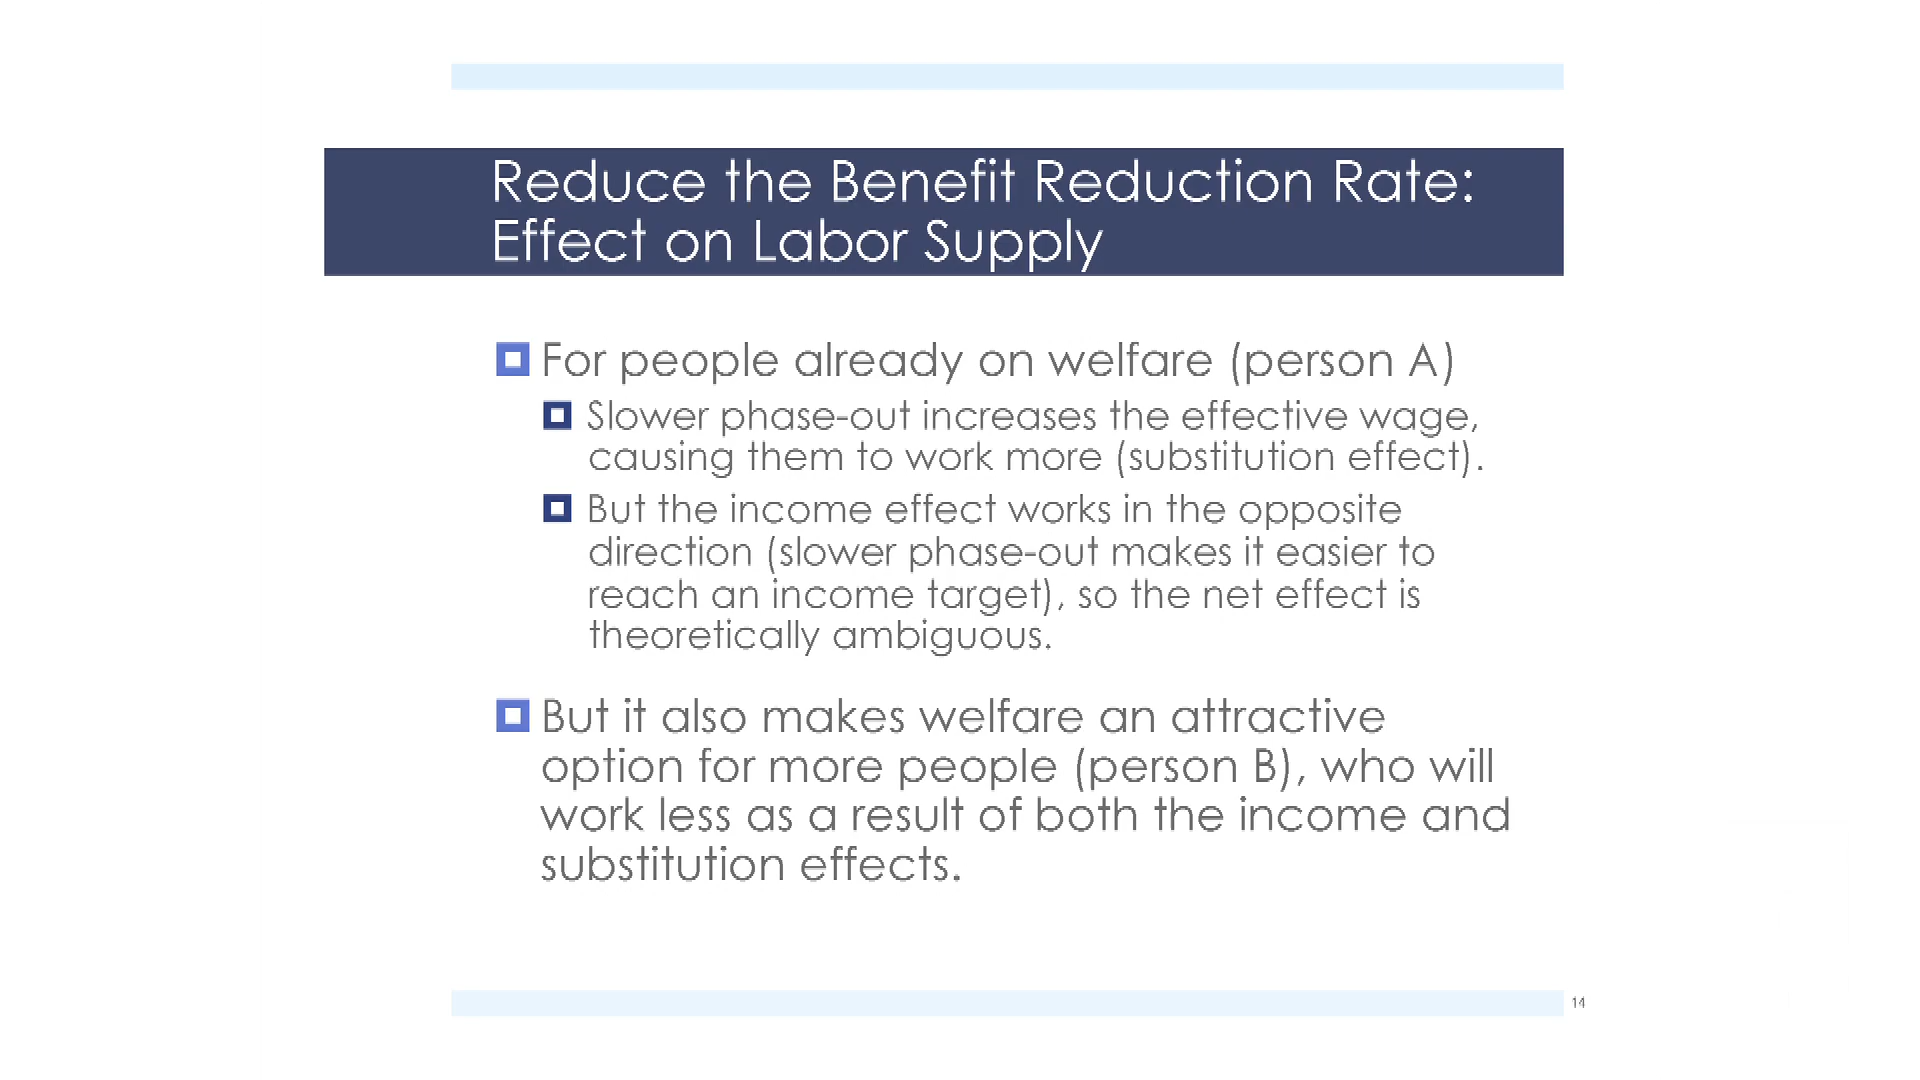 Reduce the Benefit Reduction Rate:
Effect on Labor Supply
For people already on welfare (person A)
Slower phase-out increases the effective wage,
causing them to work more (substitution effect).
But the income effect works in the opposite
direction (slower phase-out makes it easier to
reach an income target), so the net effect is
theoretically ambiguous.
But it also makes welfare an attractive
option for more people (person B), who will
work less as a result of both the income and
substitution effects.
14